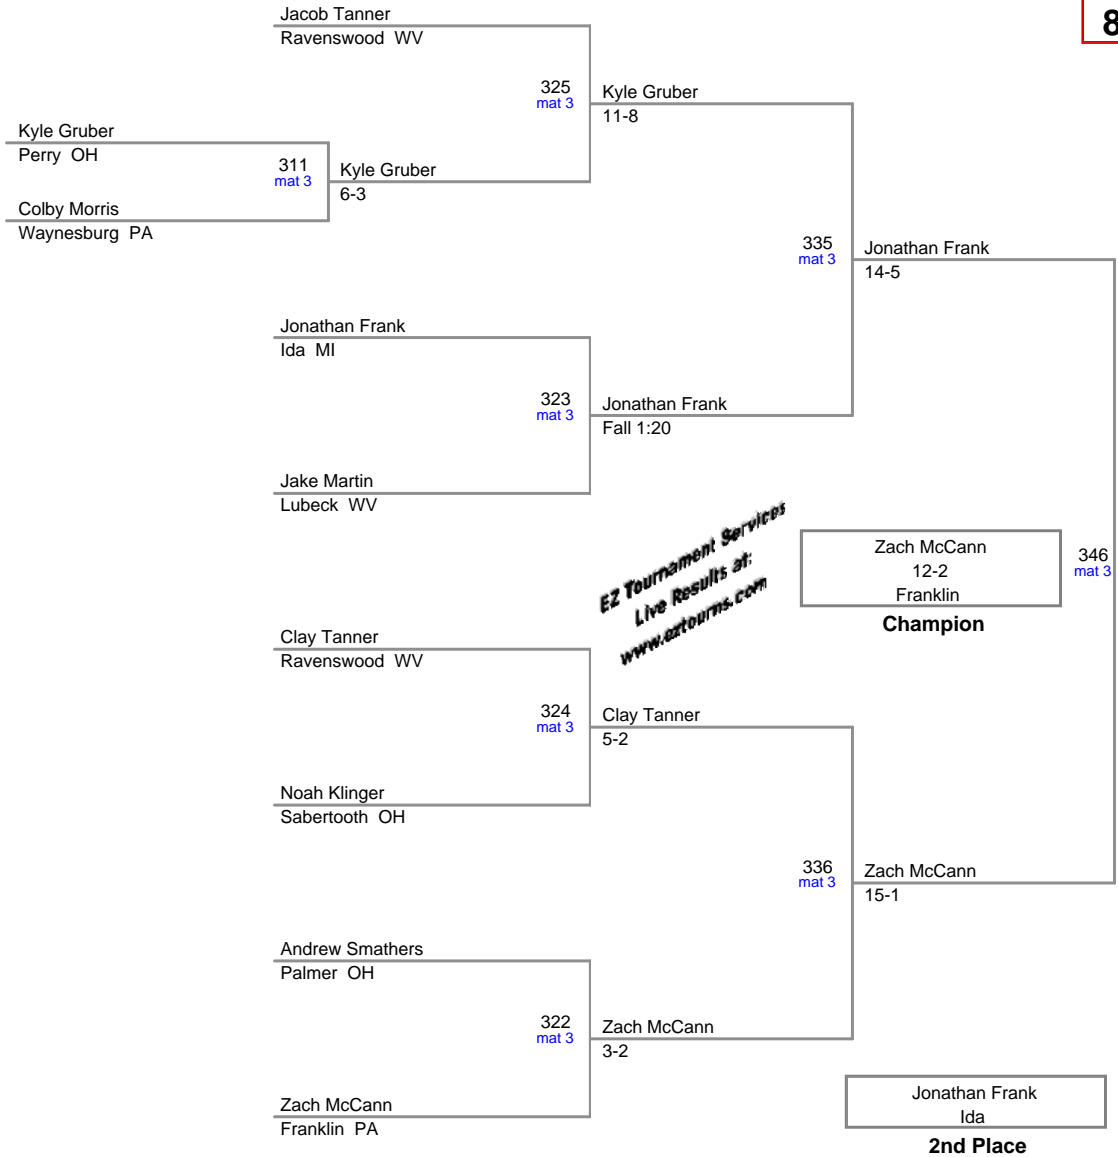 Jacob Tanner
Ravenswood WV
8
325
mat 3
Kyle Gruber
11-8
Kyle Gruber
Perry OH
311
mat 3
Kyle Gruber
6-3
Colby Morris
Waynesburg PA
335
mat 3
Jonathan Frank
14-5
Jonathan Frank
Ida MI
323
mat 3
Jonathan Frank
Fall 1:20
Jake Martin
Lubeck WV
EZ Tournament Services
Live Results at:
www.eztourns.com
Zach McCann
12-2
Franklin
346
mat 3
Champion
Clay Tanner
Ravenswood WV
324
mat 3
Clay Tanner
5-2
Noah Klinger
Sabertooth OH
336
mat 3
Zach McCann
15-1
Andrew Smathers
Palmer OH
322
mat 3
Zach McCann
3-2
Zach McCann
Franklin PA
Jonathan Frank
Ida
2nd Place